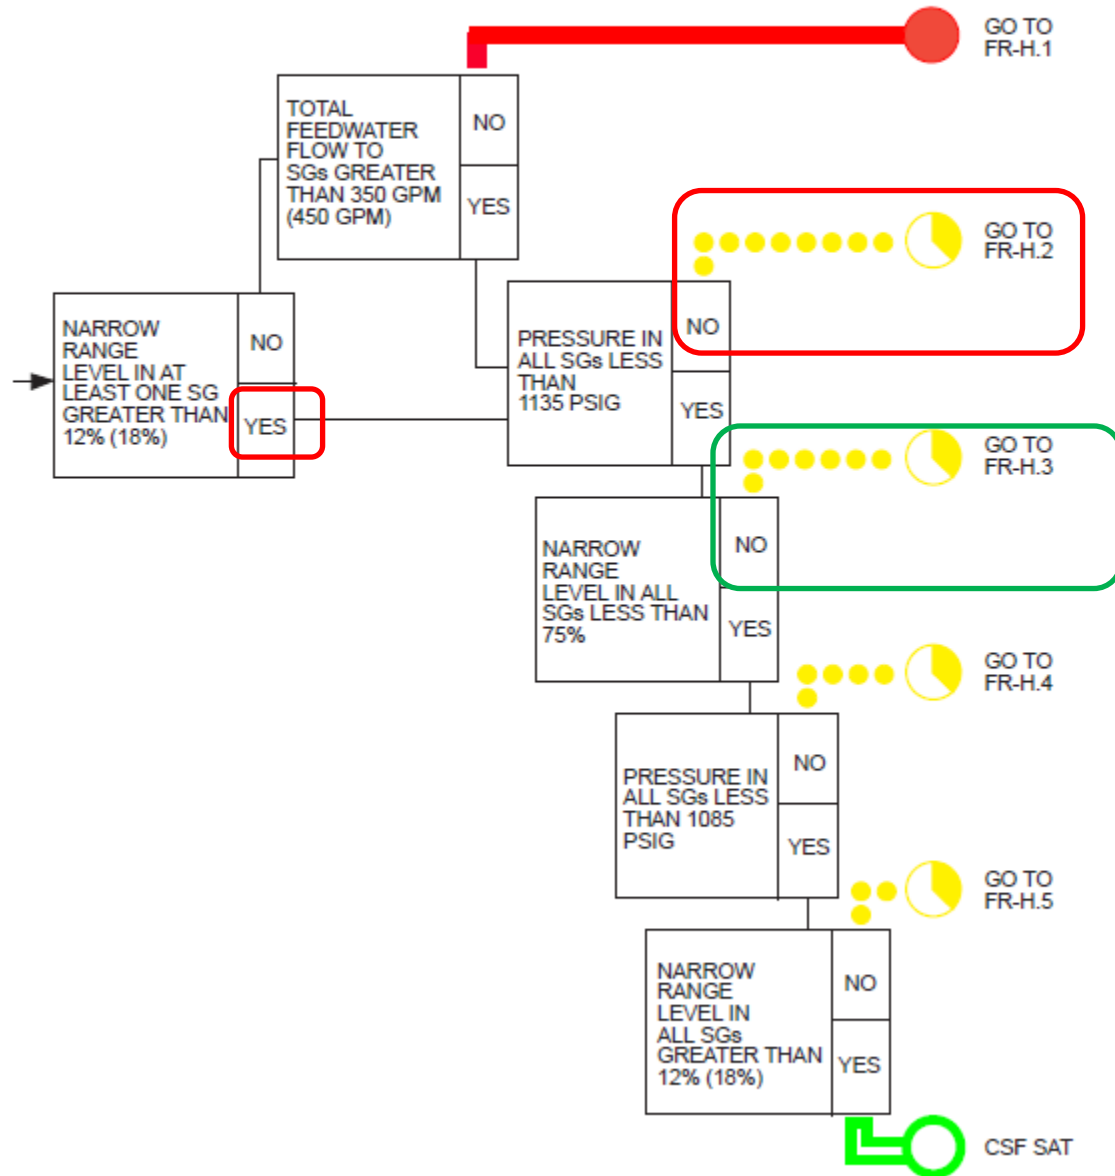 GO TO
FR-H.1
TOTAL
FEEDWATER
FLOW TO
SGs GREATER
THAN 350 GPM
(450 GPM)
NO
YES
GO TO
FR-H.2
NARROW
RANGE
LEVEL IN AT
LEAST ONE SG
GREATER THAN
12% (18%)
NO
YES
PRESSURE IN
ALL SGs LESS
THAN
1135 PSIG
NO
YES
GO TO
FR-H.3
NARROW
RANGE
LEVEL IN ALL
SGs LESS THAN
75%
NO
YES
GO TO
FR-H.4
PRESSURE IN
ALL SGs LESS
THAN 1085
PSIG
NO
YES
GO TO
FR-H.5
NARROW
RANGE
LEVEL IN
ALL SGs
GREATER THAN
12% (18%)
NO
YES
CSF SAT